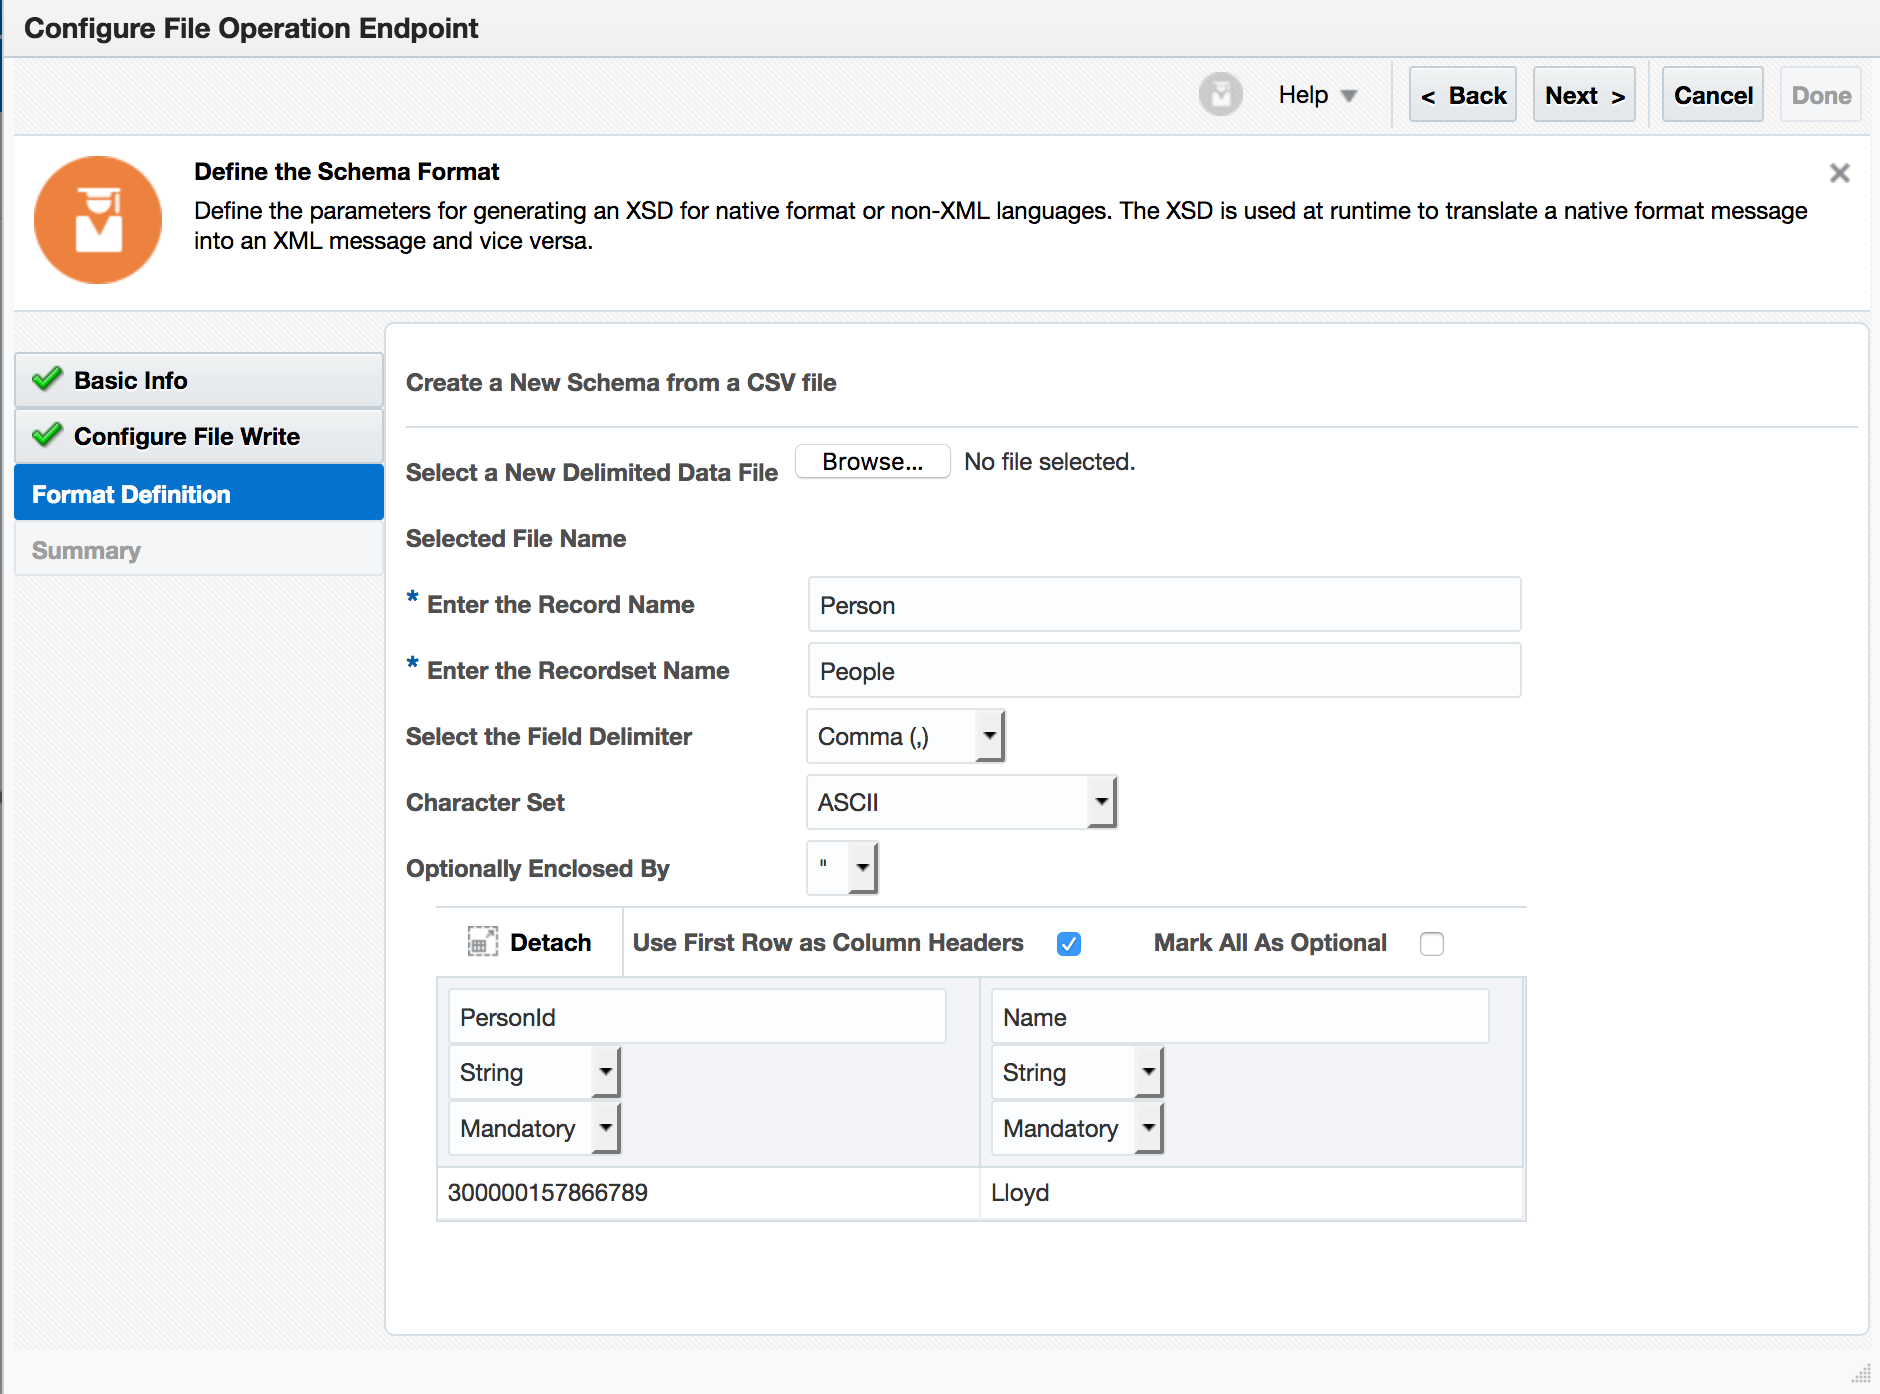 Configure File Operation Endpoint
Help
< Back
Next >
Cancel
Done
Define the Schema Format
Define the parameters for generating an XSD for native format or non-XML languages. The XSD is used at runtime to translate a native format message
into an XML message and vice versa.
Basic Info
Configure File Write
Format Definition
Summary
Create a New Schema from a CSV file
Select a New Delimited Data File Browse... No file selected.
Selected File Name
* Enter the Record Name Person
* Enter the Recordset Name People
Select the Field Delimiter Comma (,)
Character Set ASCII
Optionally Enclosed By "
Detach Use First Row as Column Headers Mark All As Optional
PersonId Name
String String
Mandatory Mandatory
300000157866789 Lloyd